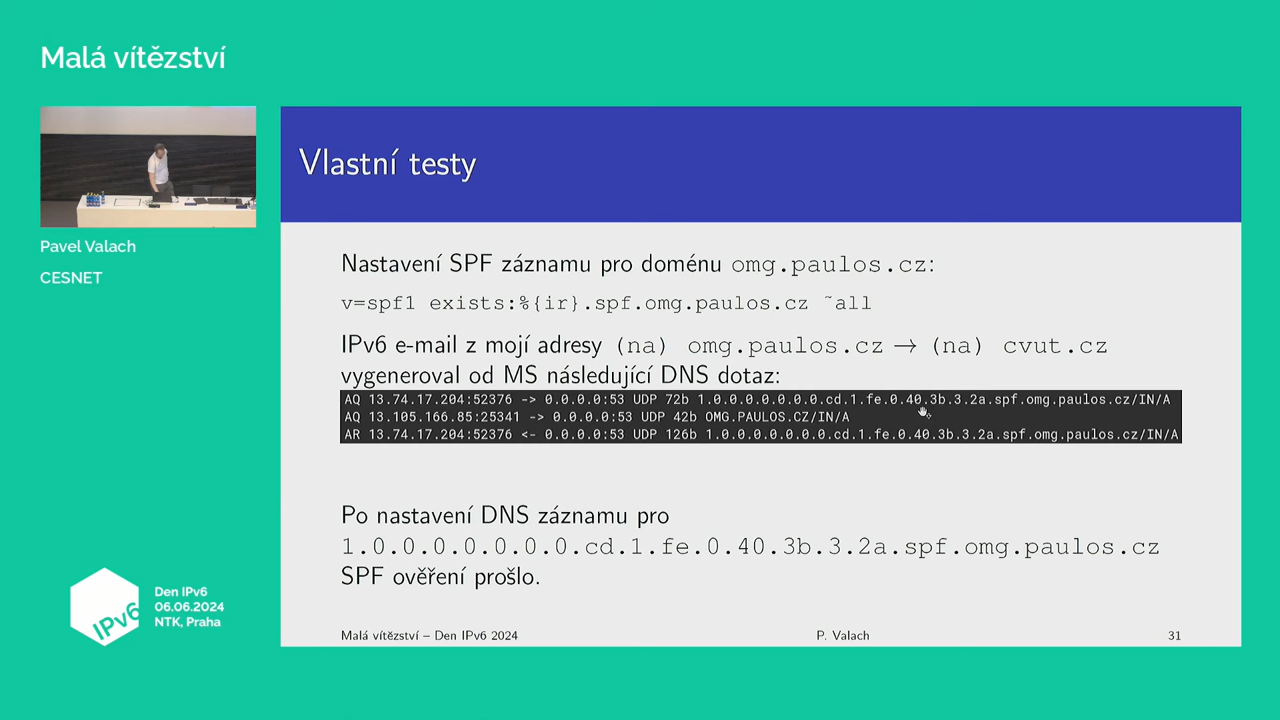 Malá vítězství
Pavel Valach
CESNET
Vlastní testy
Nastavení SPF záznamu pro doménu omg.paulos.cz:
v=spf1 exists:%{ir}.spf.omg.paulos.cz ~all
IPv6 e-mail z mojí adresy (na) omg.paulos.cz → (na) cvut.cz
vygeneroval od MS následující DNS dotaz:
AQ 13.74.17.204:52376 -> 0.0.0.0:53 UDP 72b 1.0.0.0.0.0.0.0.cd.1.fe.0.40.3b.3.2a.spf.omg.paulos.cz/IN/A
AQ 13.105.166.85:25341 -> 0.0.0.0:53 UDP 42b OMG.PAULOS.CZ/IN/A
AR 13.74.17.204:52376 <- 0.0.0.0:53 UDP 126b 1.0.0.0.0.0.0.0.cd.1.fe.0.40.3b.3.2a.spf.omg.paulos.cz/IN/A
Po nastavení DNS záznamu pro
1.0.0.0.0.0.0.0.cd.1.fe.0.40.3b.3.2a.spf.omg.paulos.cz
SPF ověření prošlo.
Malá vítězství – Den IPv6 2024
P. Valach
31
IPv6
Den IPv6
06.06.2024
NTK, Praha